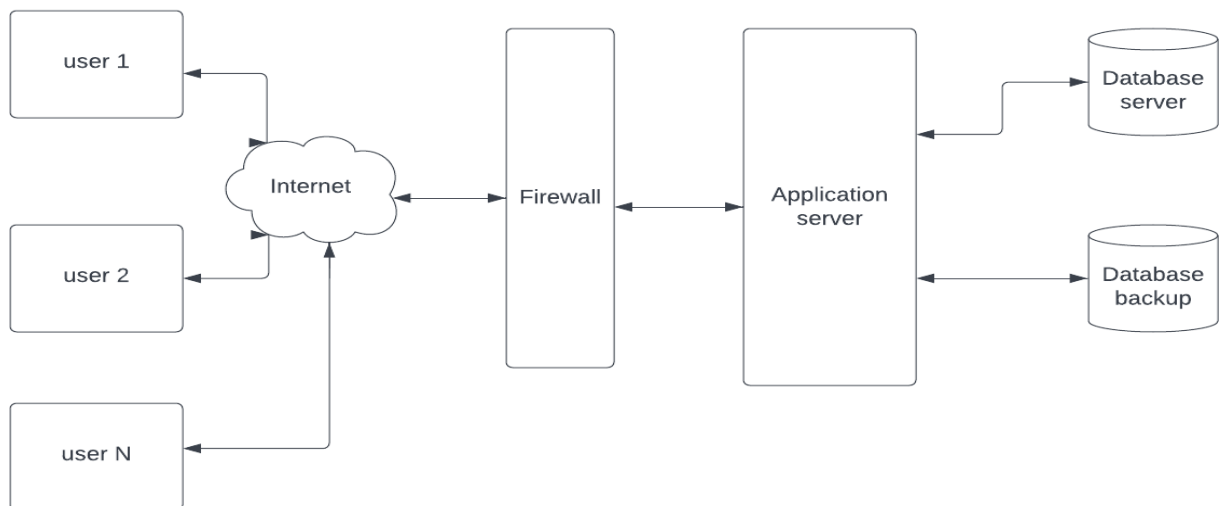 user 1
Internet
user 2
user N
Firewall
Application
server
Database
server
Database
backup